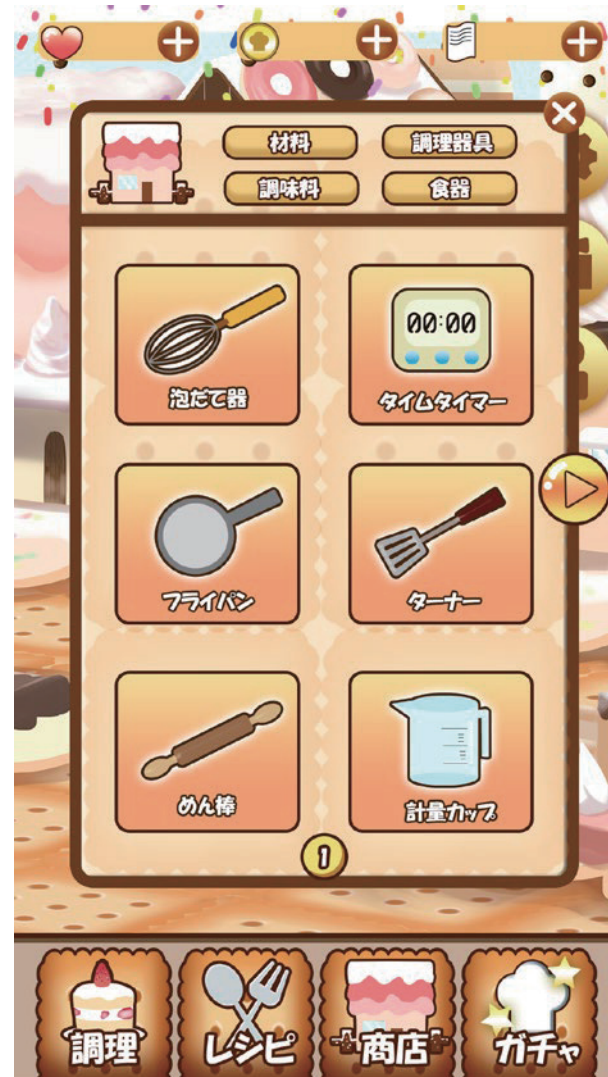 材料
調理器具
調味料
食器
00:00
泡だて器
タイムタイマー
フライパン
ターナー
めん棒
計量カップ
1
調理
レシピ
商店
ガチャ